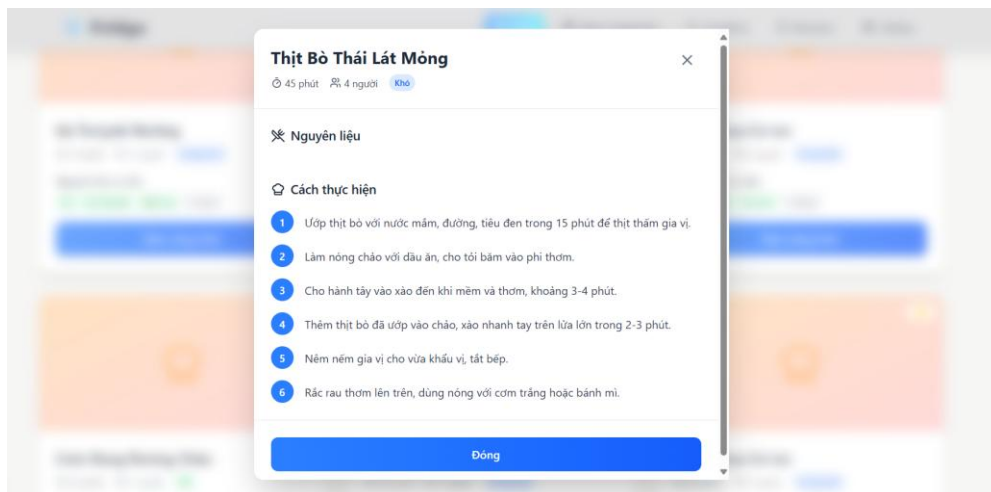 Thịt Bò Thái Lát Mỏng
45 phút 4 người Khó
Nguyên liệu
Cách thực hiện
1 Ướp thịt bò với nước mắm, đường, tiêu đen trong 15 phút để thịt thấm gia vị.
2 Làm nóng chảo với dầu ăn, cho tỏi băm vào phi thơm.
3 Cho hành tây vào xào đến khi mềm và thơm, khoảng 3-4 phút.
4 Thêm thịt bò đã ướp vào chảo, xào nhanh tay trên lửa lớn trong 2-3 phút.
5 Nêm nếm gia vị cho vừa khẩu vị, tắt bếp.
6 Rắc rau thơm lên trên, dùng nóng với cơm trắng hoặc bánh mì.
Đóng